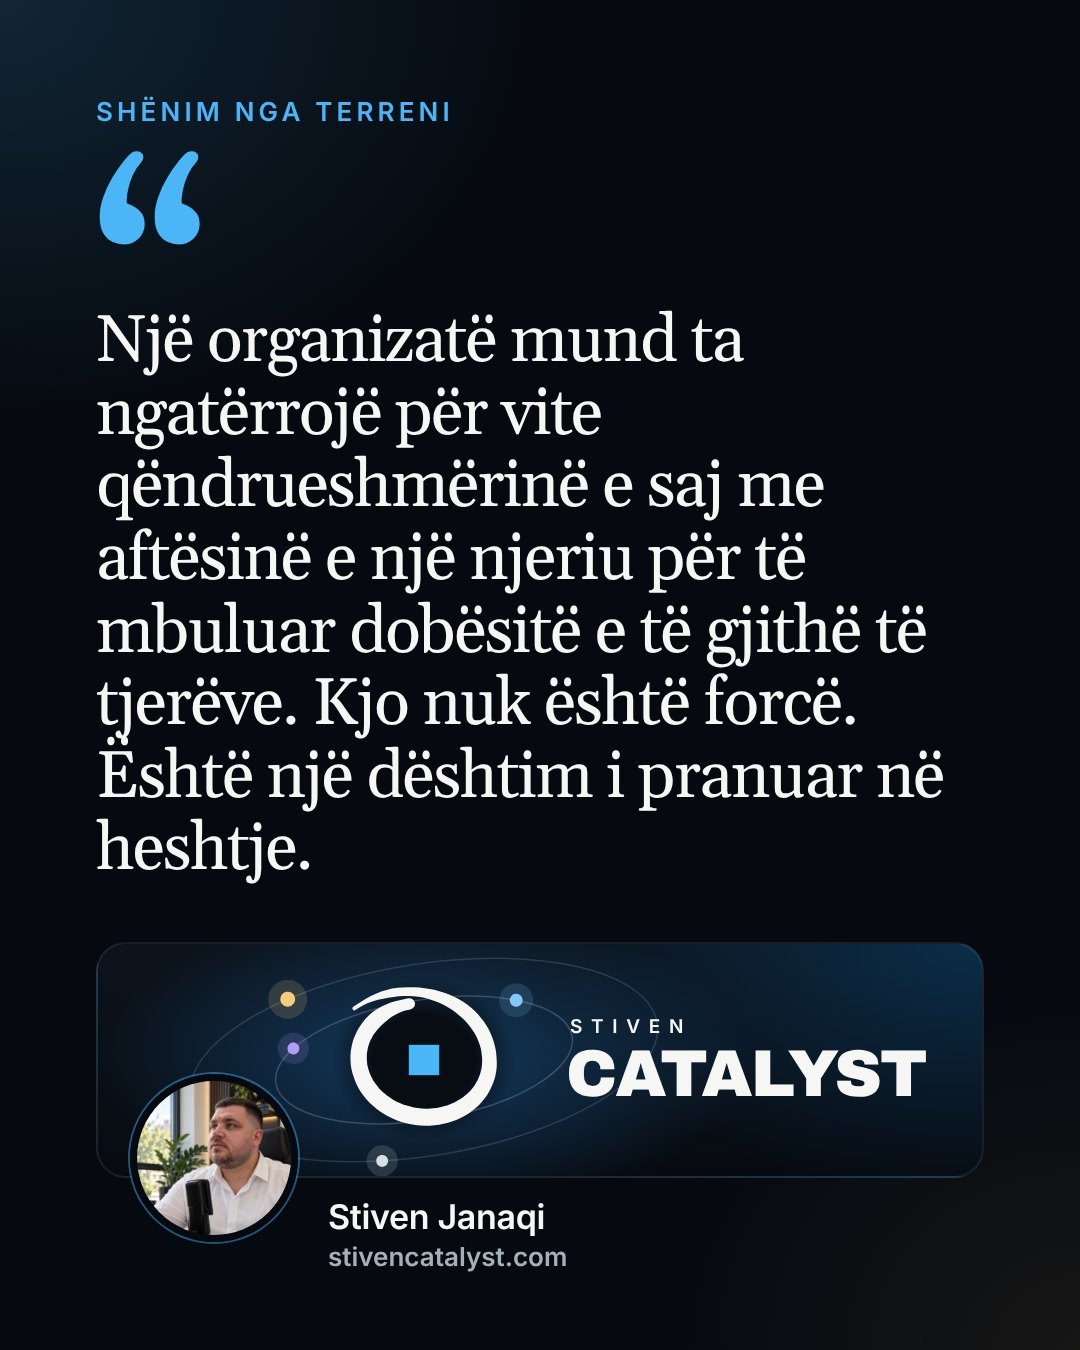 SHËNIM NGA TERRENI
“
Një organizatë mund ta
ngatërrojë për vite
qëndrueshmërinë e saj me
aftësinë e një njeriu për të
mbuluar dobësitë e të gjithë të
tjerëve. Kjo nuk është forcë.
Është një dështim i pranuar në
heshtje.
STIVEN
CATALYST
Stiven Janaqi
stivencatalyst.com